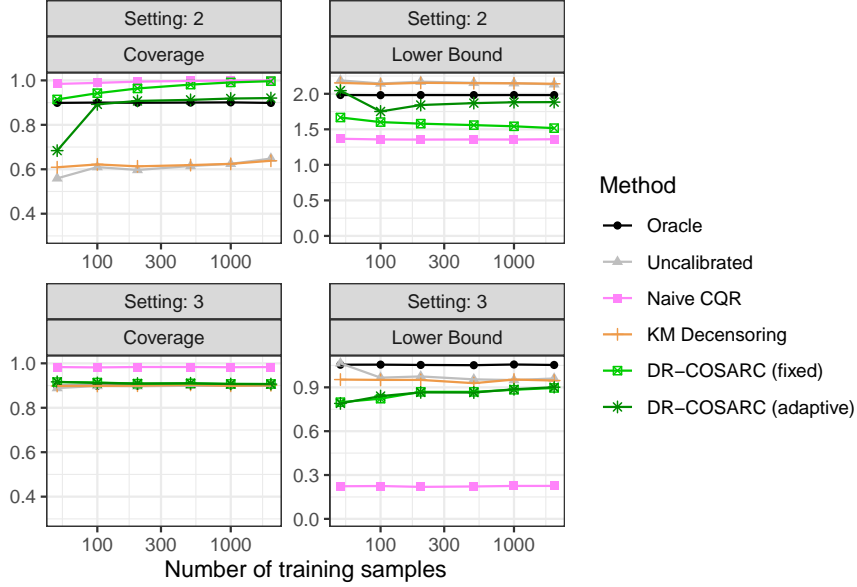 Setting: 2
Setting: 2
Coverage
Lower Bound
1.0
0.8
0.6
0.4
2.0
1.5
1.0
0.5
0.0
100
300
1000
100
300
1000
Setting: 3
Setting: 3
Coverage
Lower Bound
1.0
0.8
0.6
0.4
0.9
0.6
0.3
0.0
100
300
1000
100
300
1000
Number of training samples
Method
Oracle
Uncalibrated
Naive CQR
KM Decensoring
DR−COSARC (fixed)
DR−COSARC (adaptive)